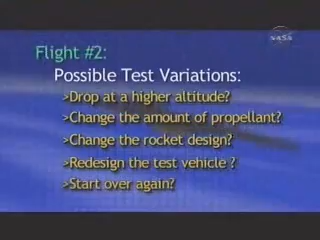 NASA
Flight #2:
Possible Test Variations:
>Drop at a higher altitude?
>Change the amount of propellant?
>Change the rocket design?
>Redesign the test vehicle ?
>Start over again?